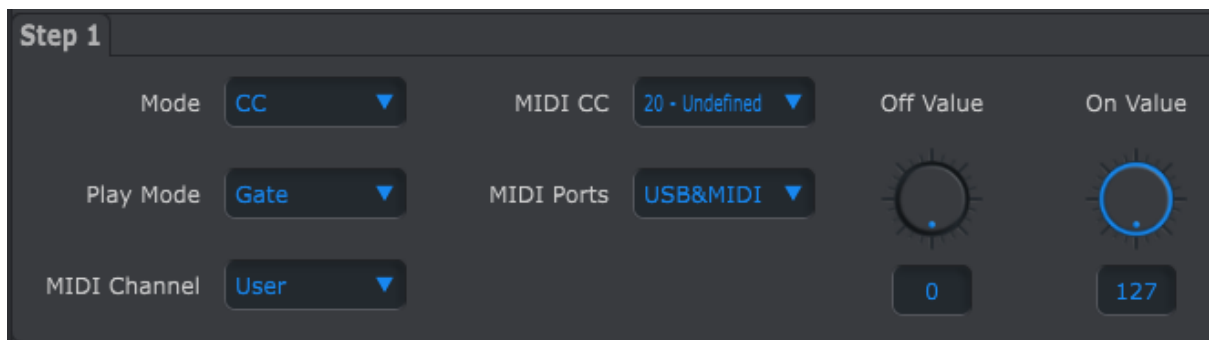 Step 1
Mode CC MIDI CC 20 - Undefined Off Value On Value
Play Mode Gate MIDI Ports USB&MIDI
MIDI Channel User 0 127